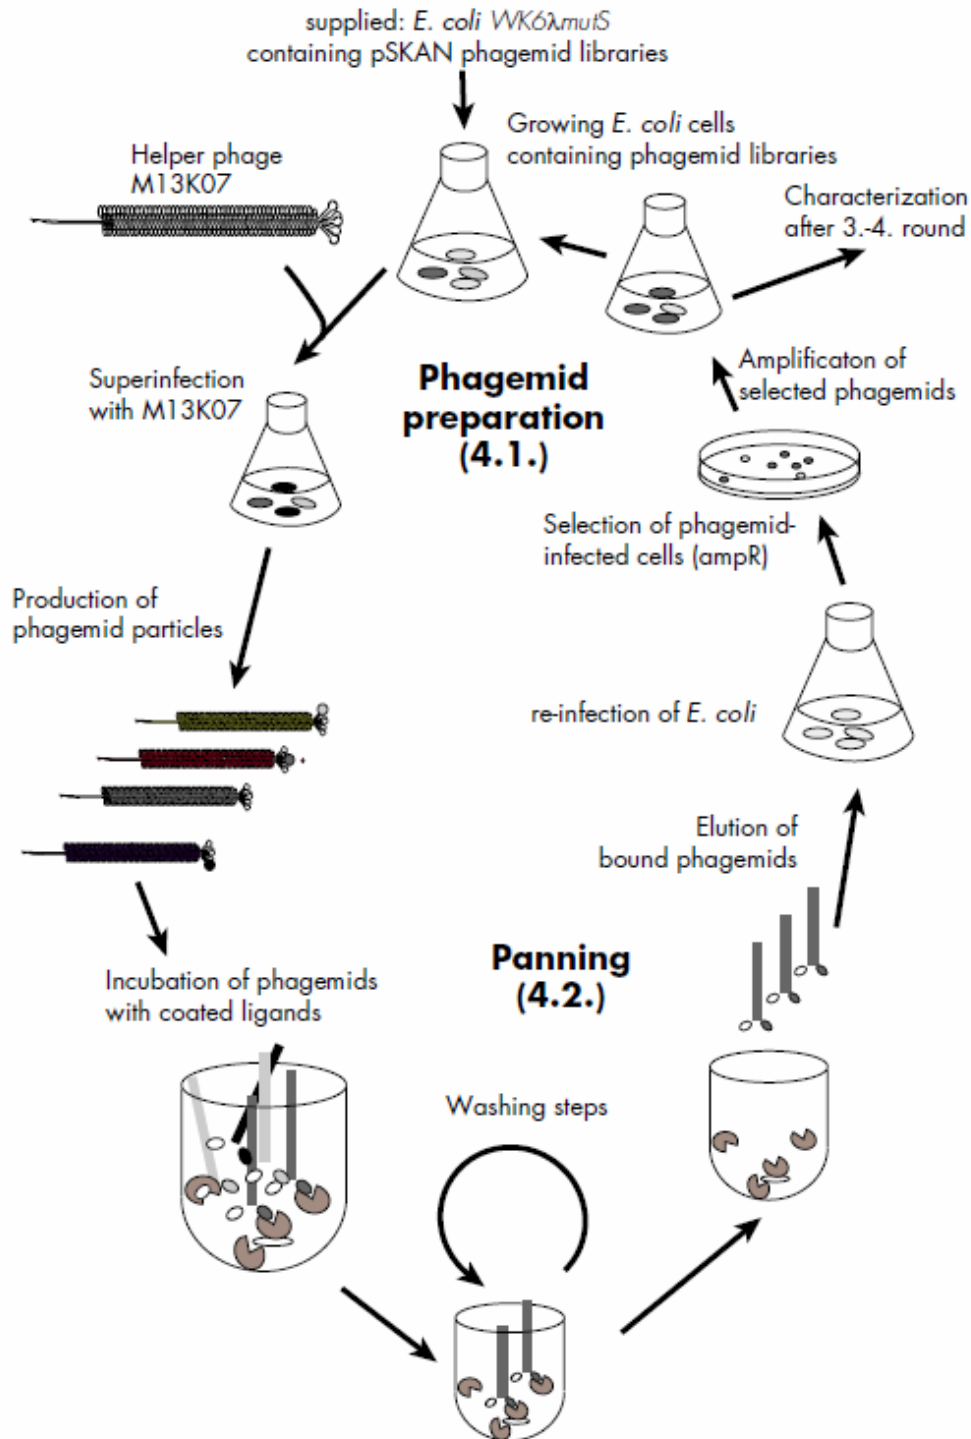 supplied: E. coli WK6λmutS
containing pSKAN phagemid libraries
Growing E. coli cells
containing phagemid libraries
Helper phage
M13K07
Characterization
after 3.-4. round
Superinfection
with M13K07
Phagemid
preparation
(4.1.)
Amplificaton of
selected phagemids
Selection of phagemid-
infected cells (ampR)
Production of
phagemid particles
re-infection of E. coli
Elution of
bound phagemids
Panning
(4.2.)
Incubation of phagemids
with coated ligands
Washing steps